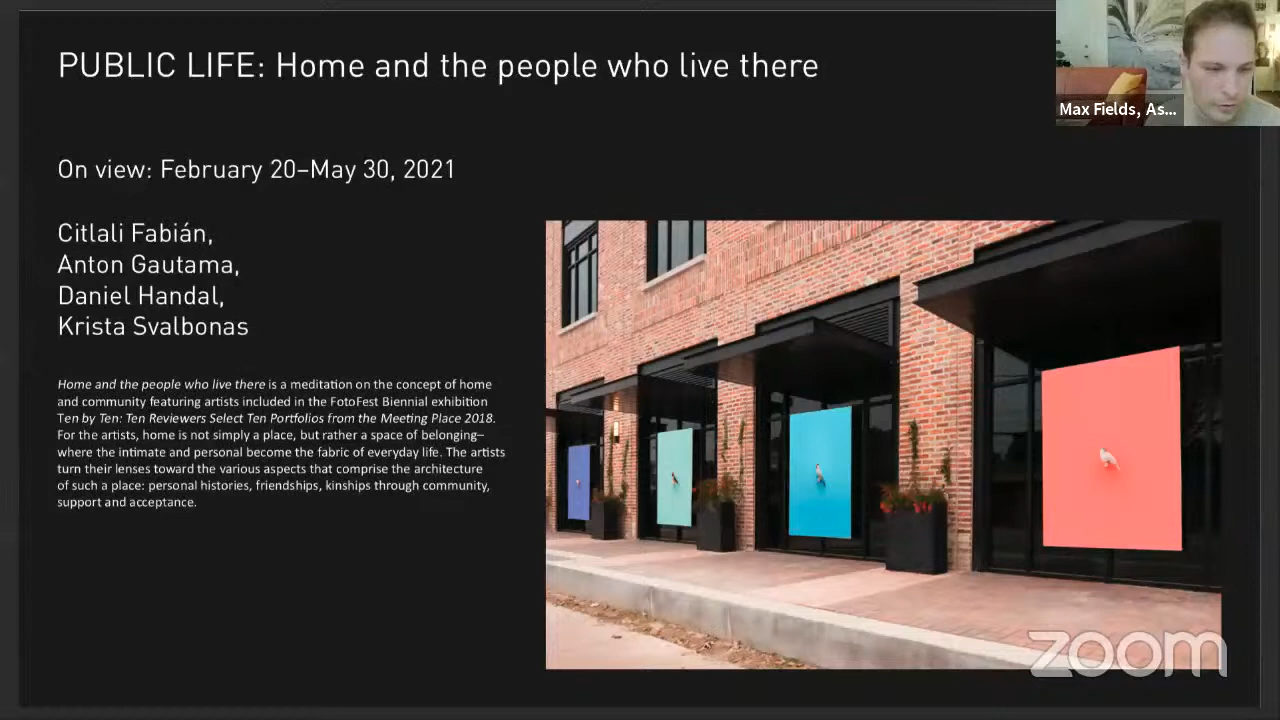 PUBLIC LIFE: Home and the people who live there
Max Fields, As...
On view: February 20–May 30, 2021
Citlali Fabián,
Anton Gautama,
Daniel Handal,
Krista Svalbonas
Home and the people who live there is a meditation on the concept of home
and community featuring artists included in the FotoFest Biennial exhibition
Ten by Ten: Ten Reviewers Select Ten Portfolios from the Meeting Place 2018.
For the artists, home is not simply a place, but rather a space of belonging–
where the intimate and personal become the fabric of everyday life. The artists
turn their lenses toward the various aspects that comprise the architecture
of such a place: personal histories, friendships, kinships through community,
support and acceptance.
zoom